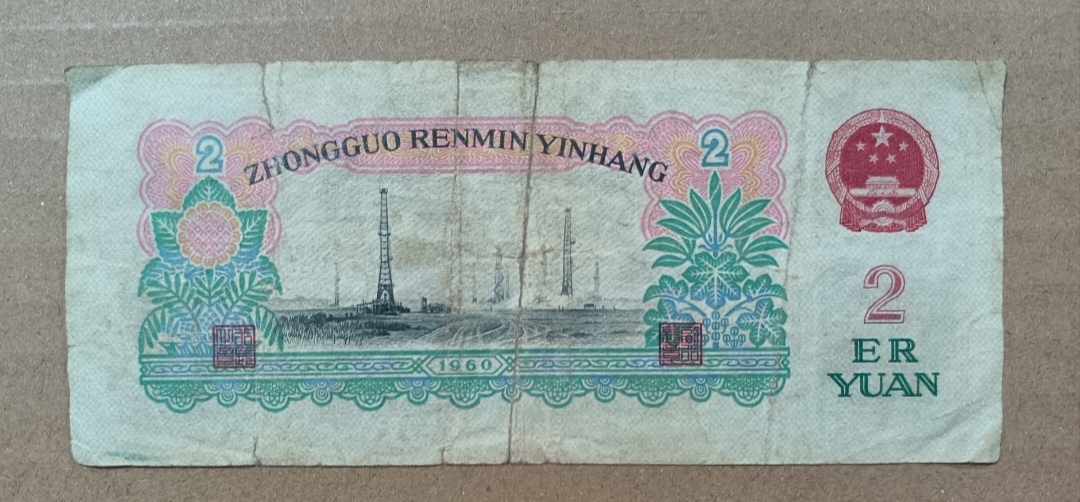 2
ZHONGGUO RENMIN YINHANG
2
1960
2
ER
YUAN